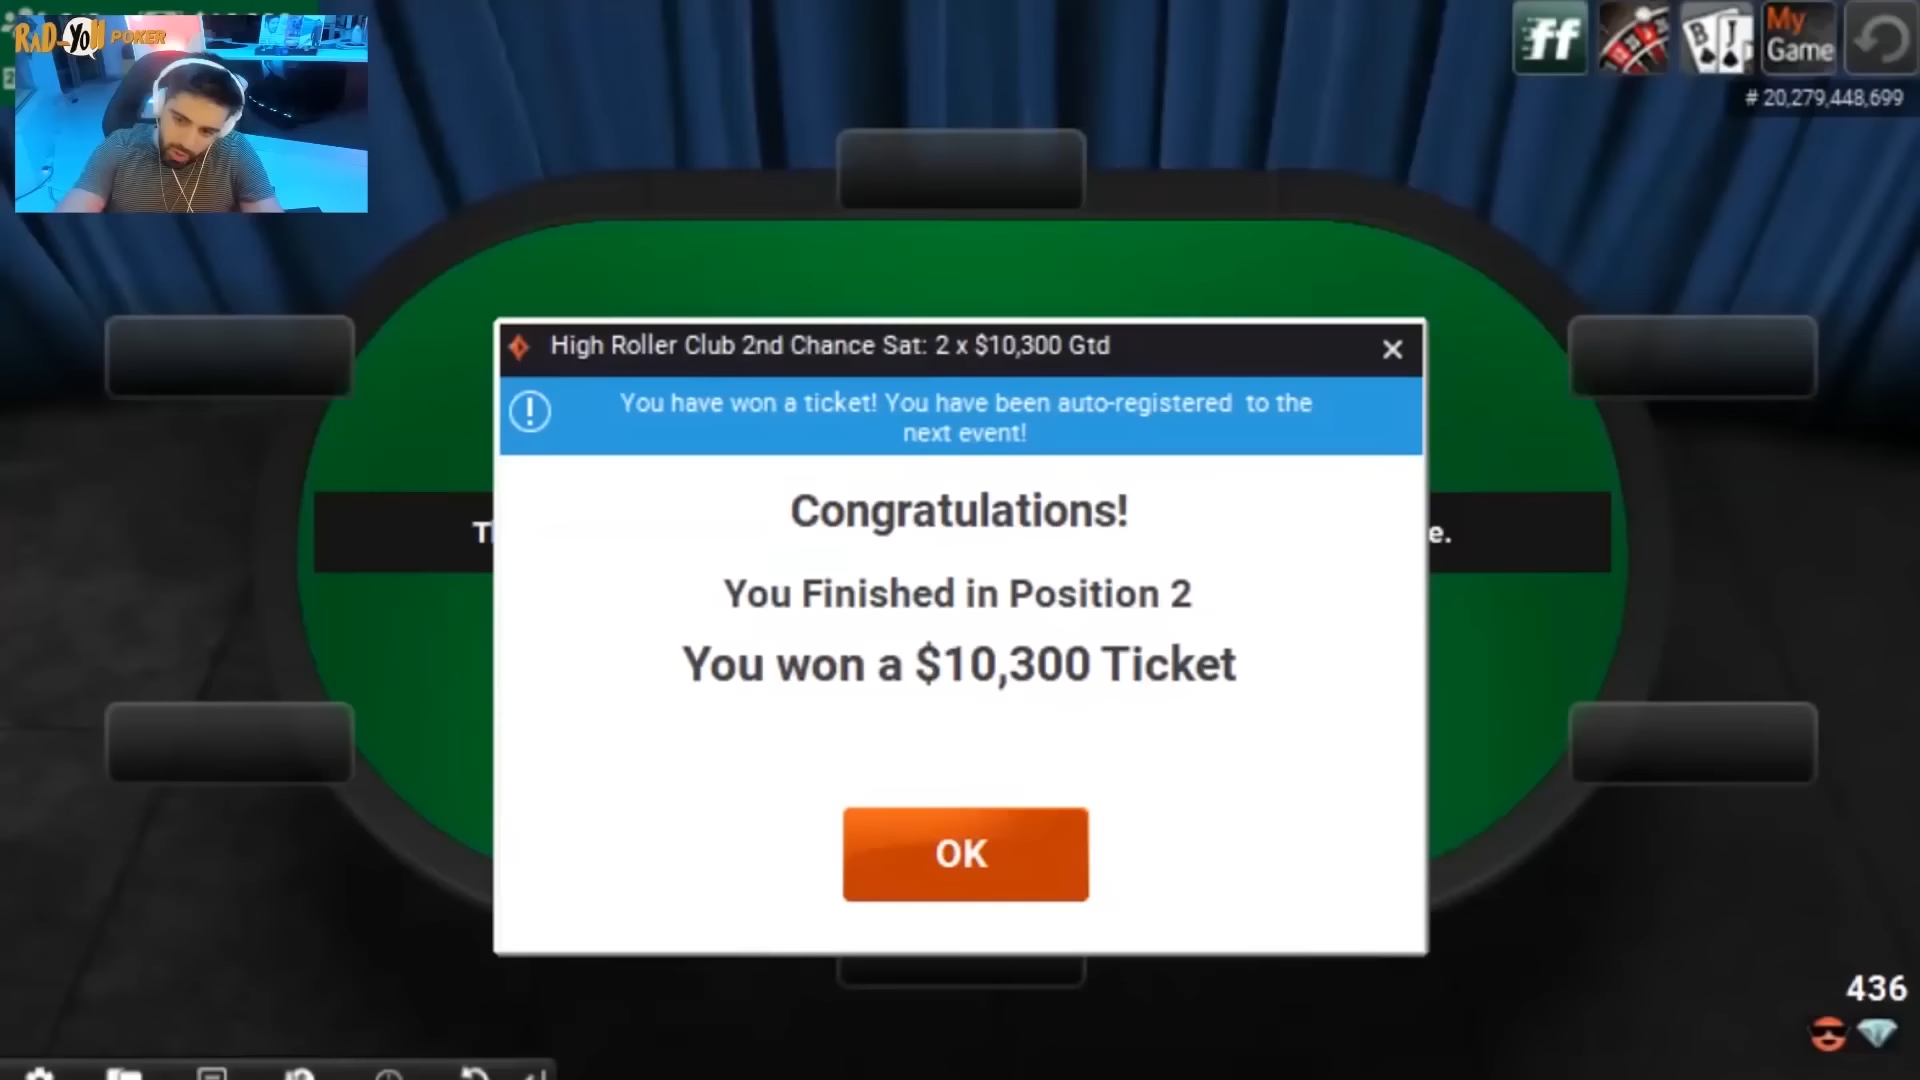 RAD-YOU POKER
ff
B J
My
Game
# 20,279,448,699
High Roller Club 2nd Chance Sat: 2 x $10,300 Gtd
You have won a ticket! You have been auto-registered to the
next event!
Congratulations!
You Finished in Position 2
You won a $10,300 Ticket
OK
436